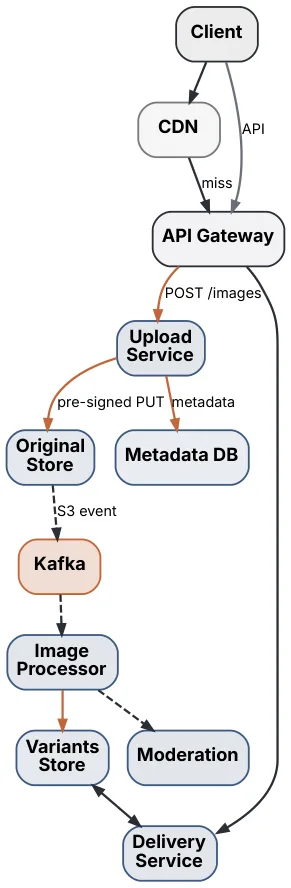 Client
CDN
API
miss
API Gateway
POST /images
Upload
Service
pre-signed PUT
metadata
Original
Store
Metadata DB
S3 event
Kafka
Image
Processor
Variants
Store
Moderation
Delivery
Service